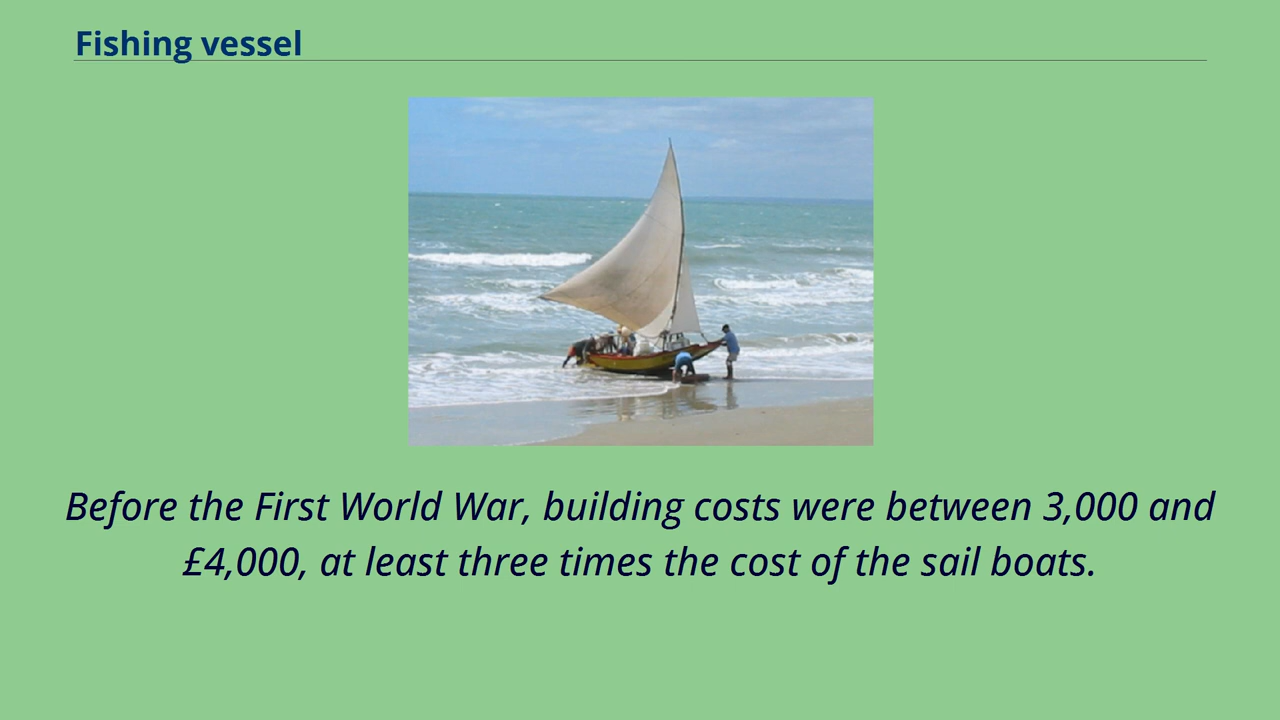 Fishing vessel
Before the First World War, building costs were between 3,000 and
£4,000, at least three times the cost of the sail boats.